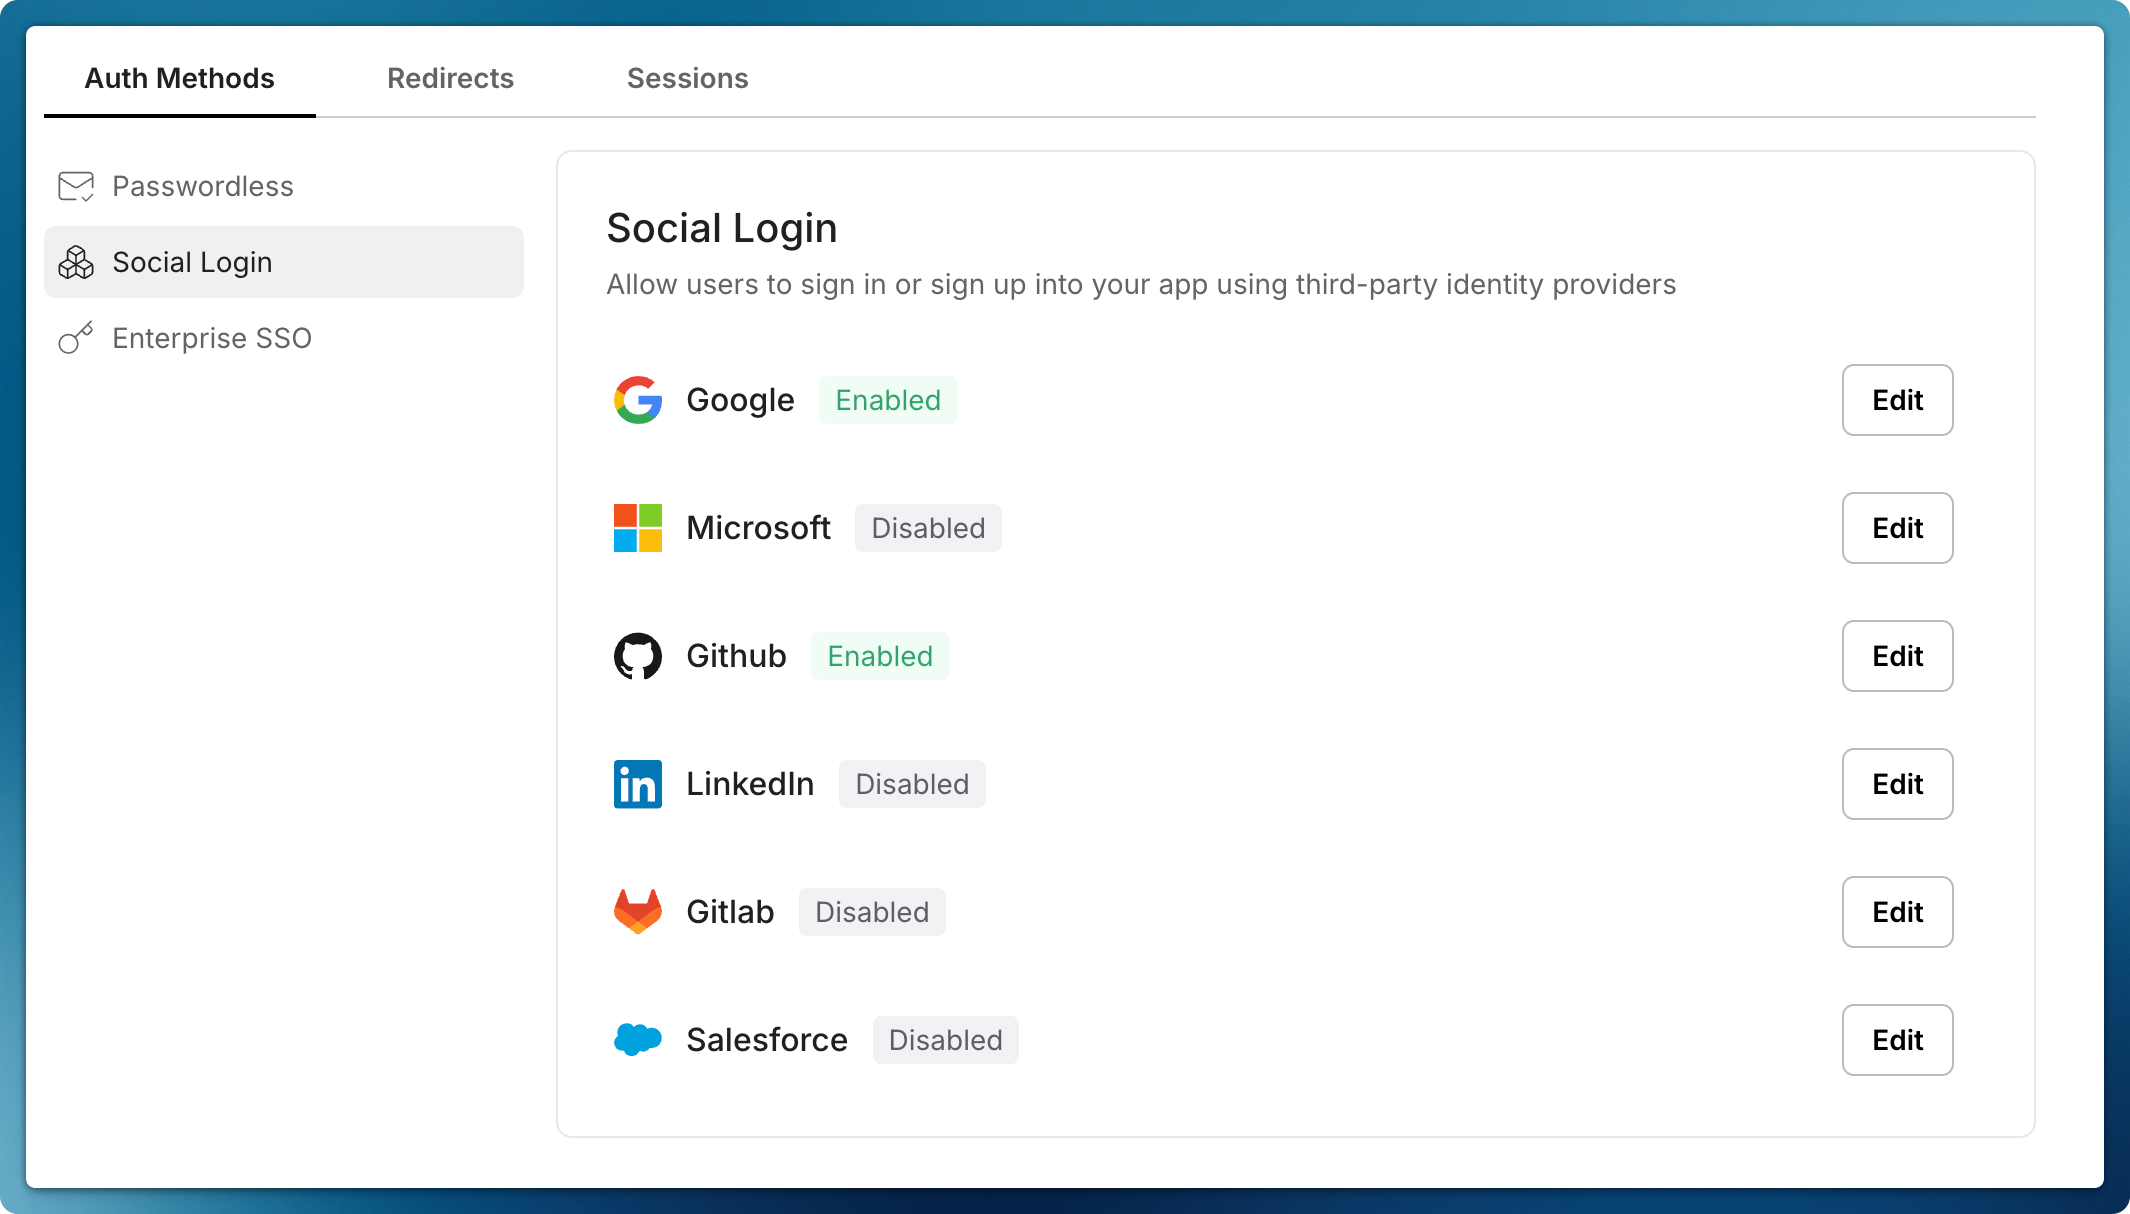 Auth Methods Redirects Sessions
Passwordless
Social Login
Enterprise SSO
Social Login
Allow users to sign in or sign up into your app using third-party identity providers
Google Enabled Edit
Microsoft Disabled Edit
Github Enabled Edit
in LinkedIn Disabled Edit
Gitlab Disabled Edit
Salesforce Disabled Edit